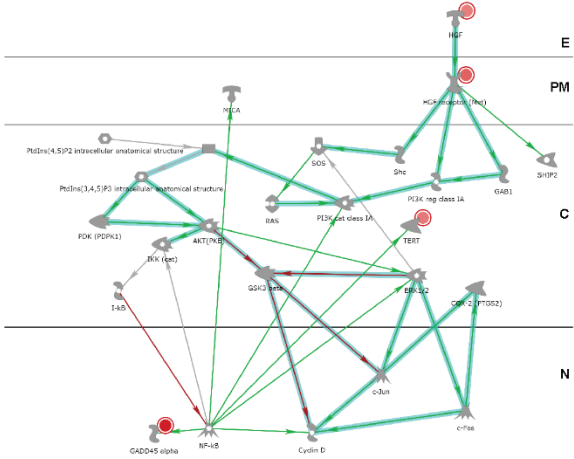 HGF
E
PM
MICA
HGF receptor (Met)
PtdIns(4,5)P2 intracellular anatomical structure
SOS
Shc
SHIP2
PtdIns(3,4,5)P3 intracellular anatomical structure
PI3K reg class IA
GAB1
RAS
PI3K cat class IA
C
PDK (PDPK1)
AKT(PKB)
TERT
IKK (cat)
GSK3 beta
ERK1/2
COX-2 (PTGS2)
I-kB
N
c-Jun
c-Fos
GADD45 alpha
NF-kB
Cyclin D